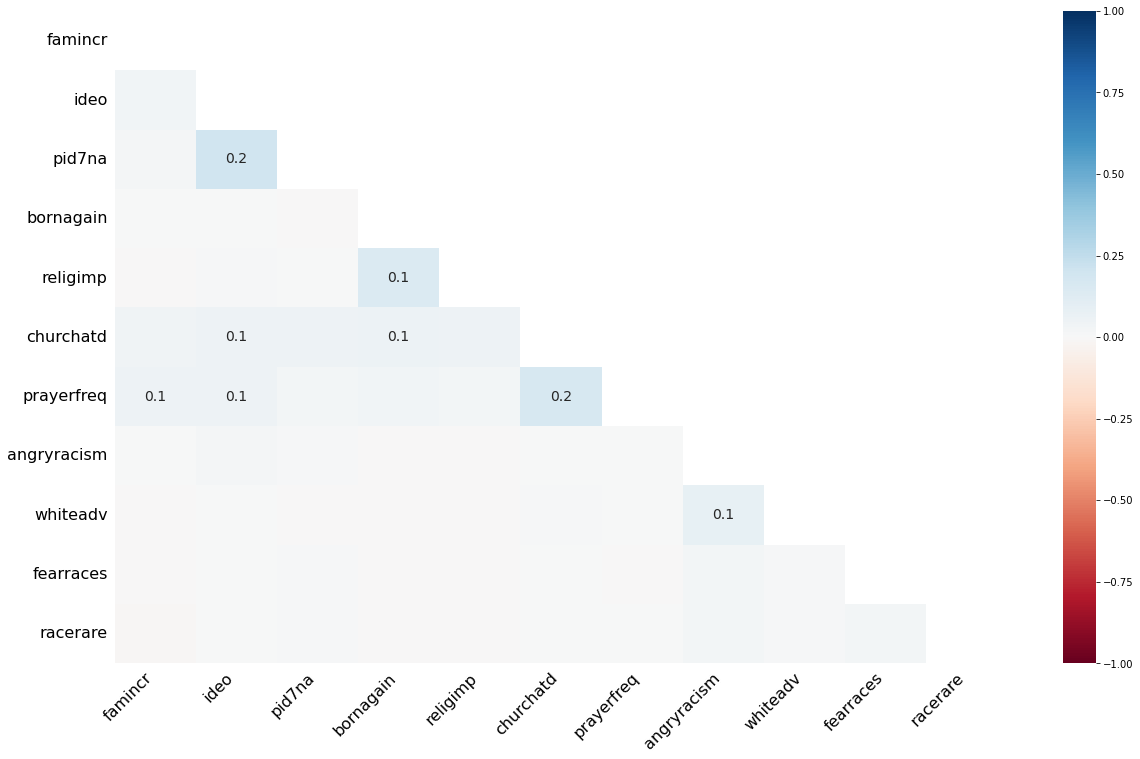 famincr
ideo
pid7na 0.2
bornagain
religimp 0.1
churchatd 0.1 0.1
prayerfreq 0.1 0.1 0.2
angryracism
whiteadv 0.1
fearraces
racerare
famincr ideo pid7na bornagain religimp churchatd prayerfreq angryracism whiteadv fearraces racerare
1.00
0.75
0.50
0.25
0.00
−0.25
−0.50
−0.75
−1.00